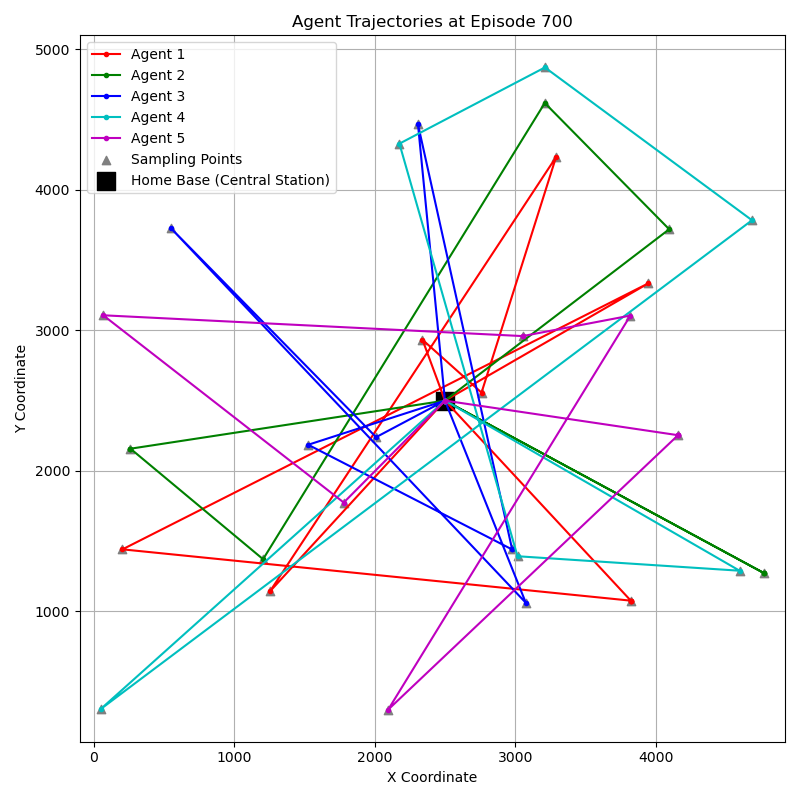 Agent Trajectories at Episode 700
Agent 1
Agent 2
Agent 3
Agent 4
Agent 5
Sampling Points
Home Base (Central Station)
Y Coordinate
5000
4000
3000
2000
1000
0 1000 2000 3000 4000
X Coordinate